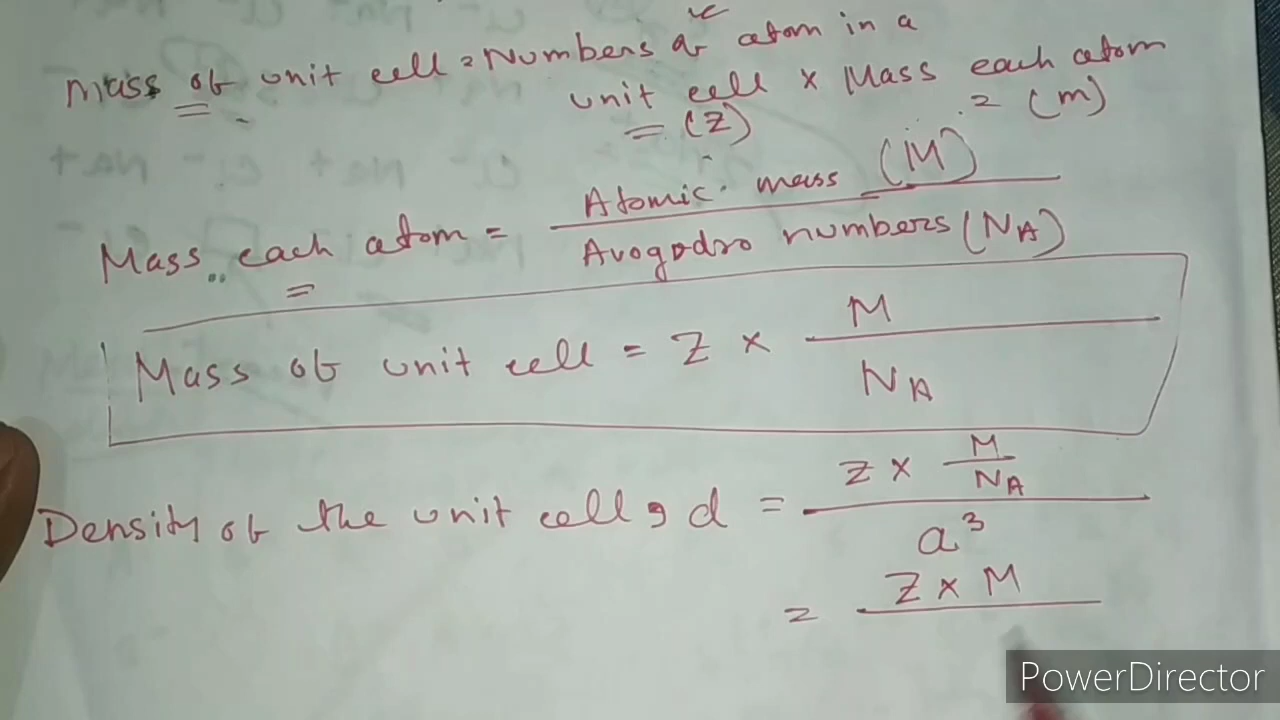 Mass of unit cell = Numbers of atom in a
unit cell × Mass each atom
= (Z) = (m)
Mass each atom = Atomic mass (M)
Avogodro numbers (NA)
Mass of unit cell = Z × M
NA
Density of the unit cell, d = Z × M
NA
a³
= Z × M
PowerDirector